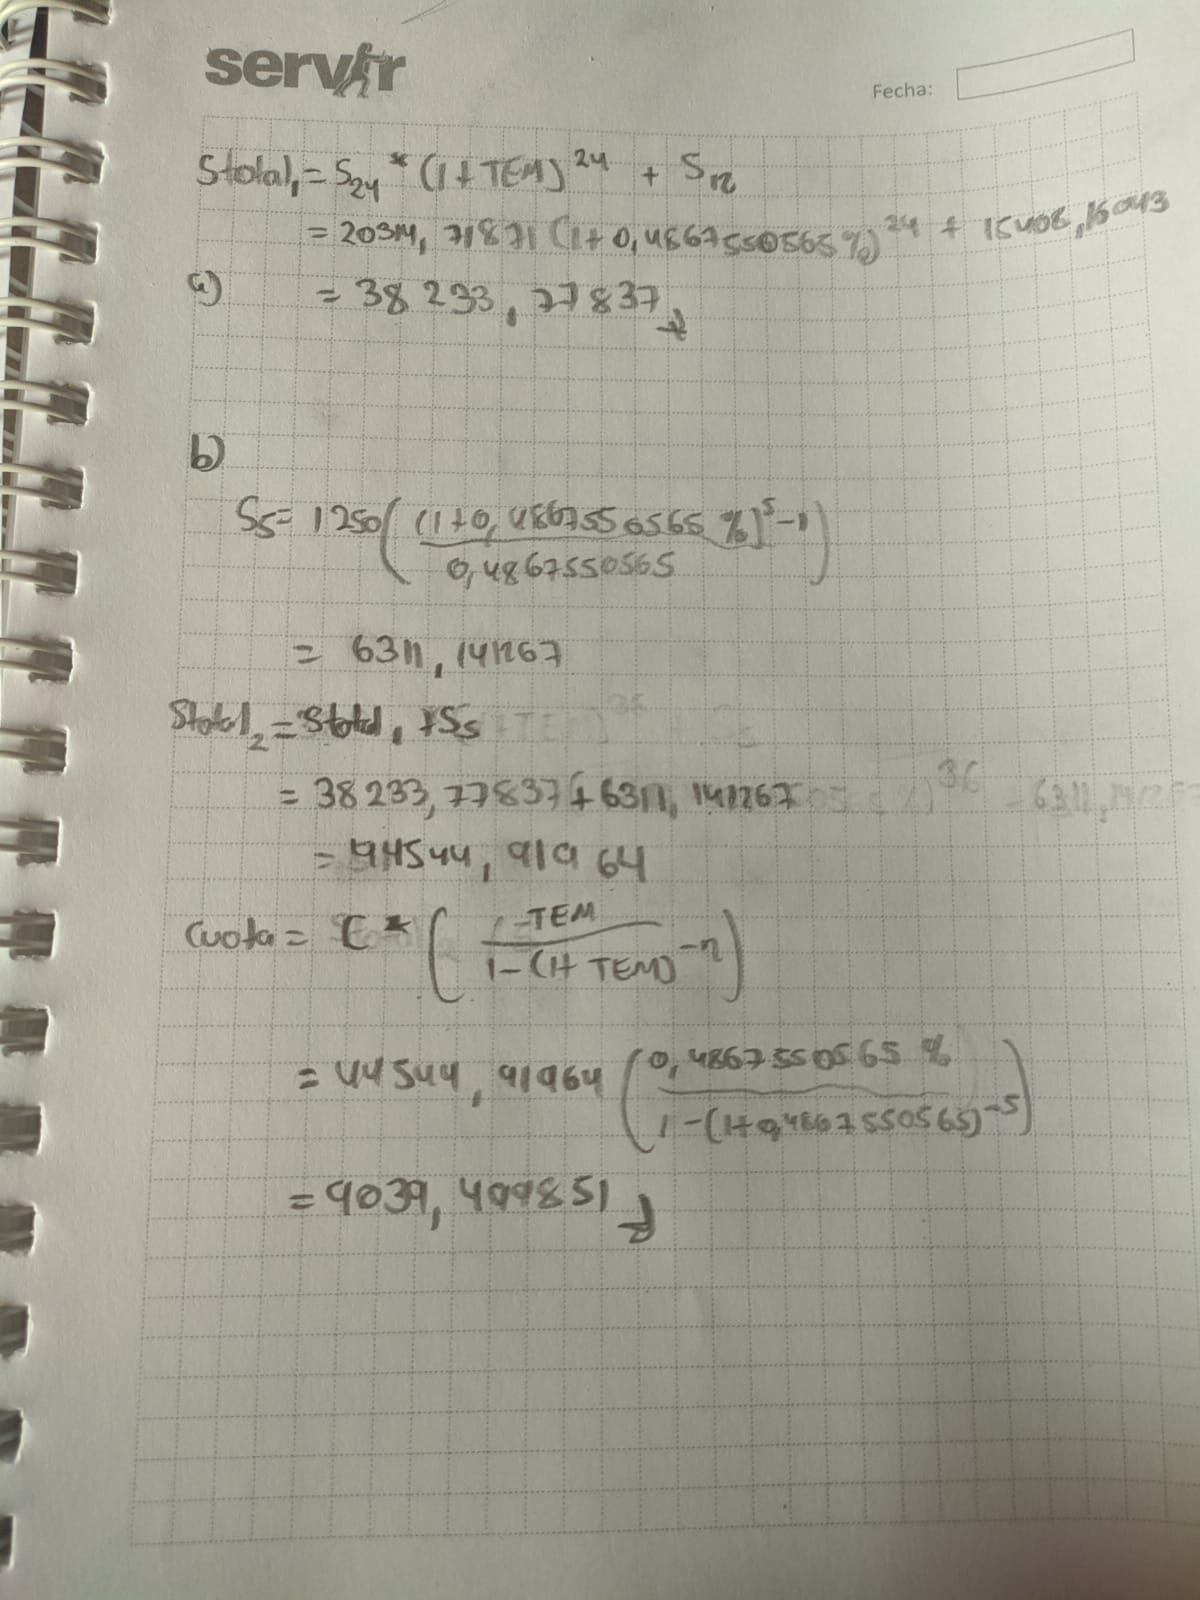 servir
Fecha:
Stotal₁ = S₂₄ * (1 + TEM)²⁴ + S₁₂
= 20314, 71871 (1+0,4867550565%)²⁴ + 15408,16043
a) = 38 233, 77837
b)
S₅ = 1250 ( (1+0,4867550565 %)⁵ - 1 / 0,4867550565 )
= 6311, 141267
Stotal₂ = Stotal₁ + S₅
= 38 233, 77837 + 6311, 141267
= 44544, 91964
Cuota = C * ( TEM / 1 - (1+ TEM)⁻ⁿ )
= 44544, 91964 ( 0,4867550565 % / 1 - (1+0,4867550565)⁻⁵ )
= 9039, 499851